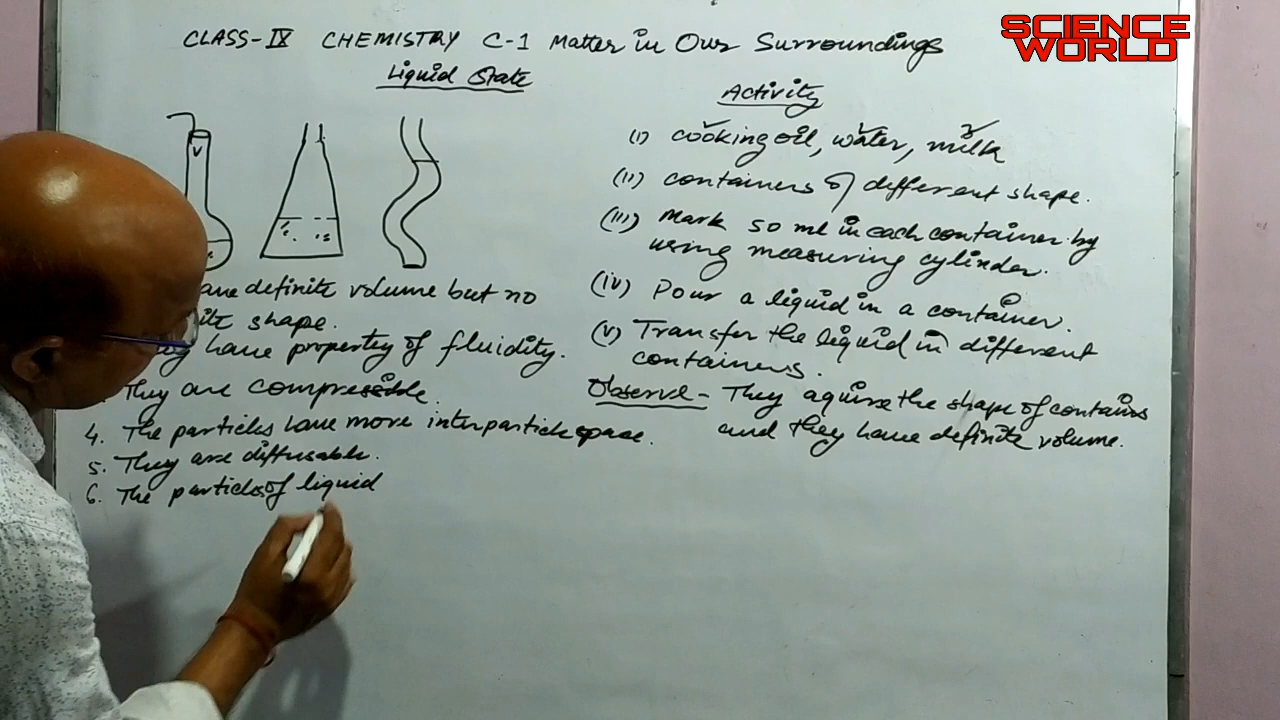 SCIENCE
WORLD
CLASS-IX CHEMISTRY C-1 Matter in Our Surroundings
Liquid State
V
have definite volume but no
shape.
have property of fluidity.
They are compressible.
4. The particles have more interparticle space.
5. They are diffusable.
6. The particles of liquid
Activity
(i) cooking oil, water, milk
(ii) containers of different shape.
(iii) Mark 50 ml in each container by
using measuring cylinder.
(iv) Pour a liquid in a container.
(v) Transfer the liquid in different
containers.
Observe - They aquire the shape of contains
and they have definite volume.